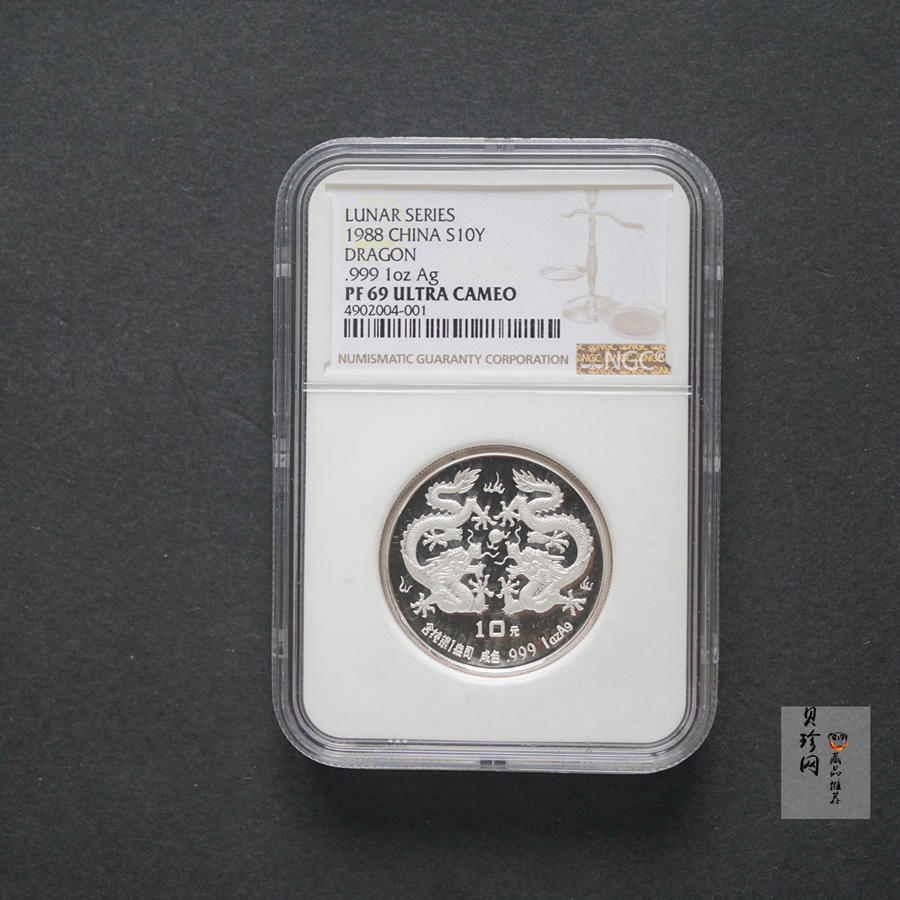 LUNAR SERIES
1988 CHINA S10Y
DRAGON
.999 1oz Ag
PF 69 ULTRA CAMEO
4902004-001
NUMISMATIC GUARANTY CORPORATION
NGC
10元
含纯银1盎司 成色 .999 1ozAg
贝珍网
藏品
推荐